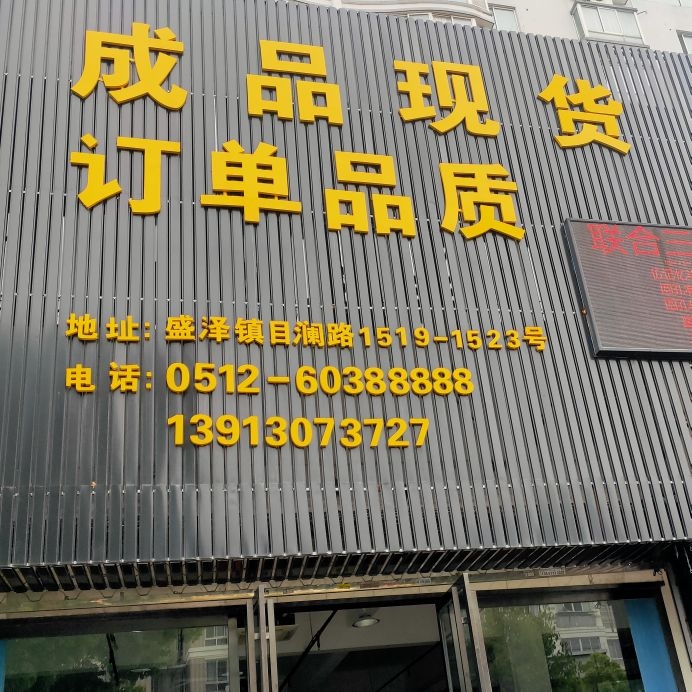 成品现货
订单品质
地址：盛泽镇目澜路1519-1523号
电话：0512-60388888
13913073727
联合三